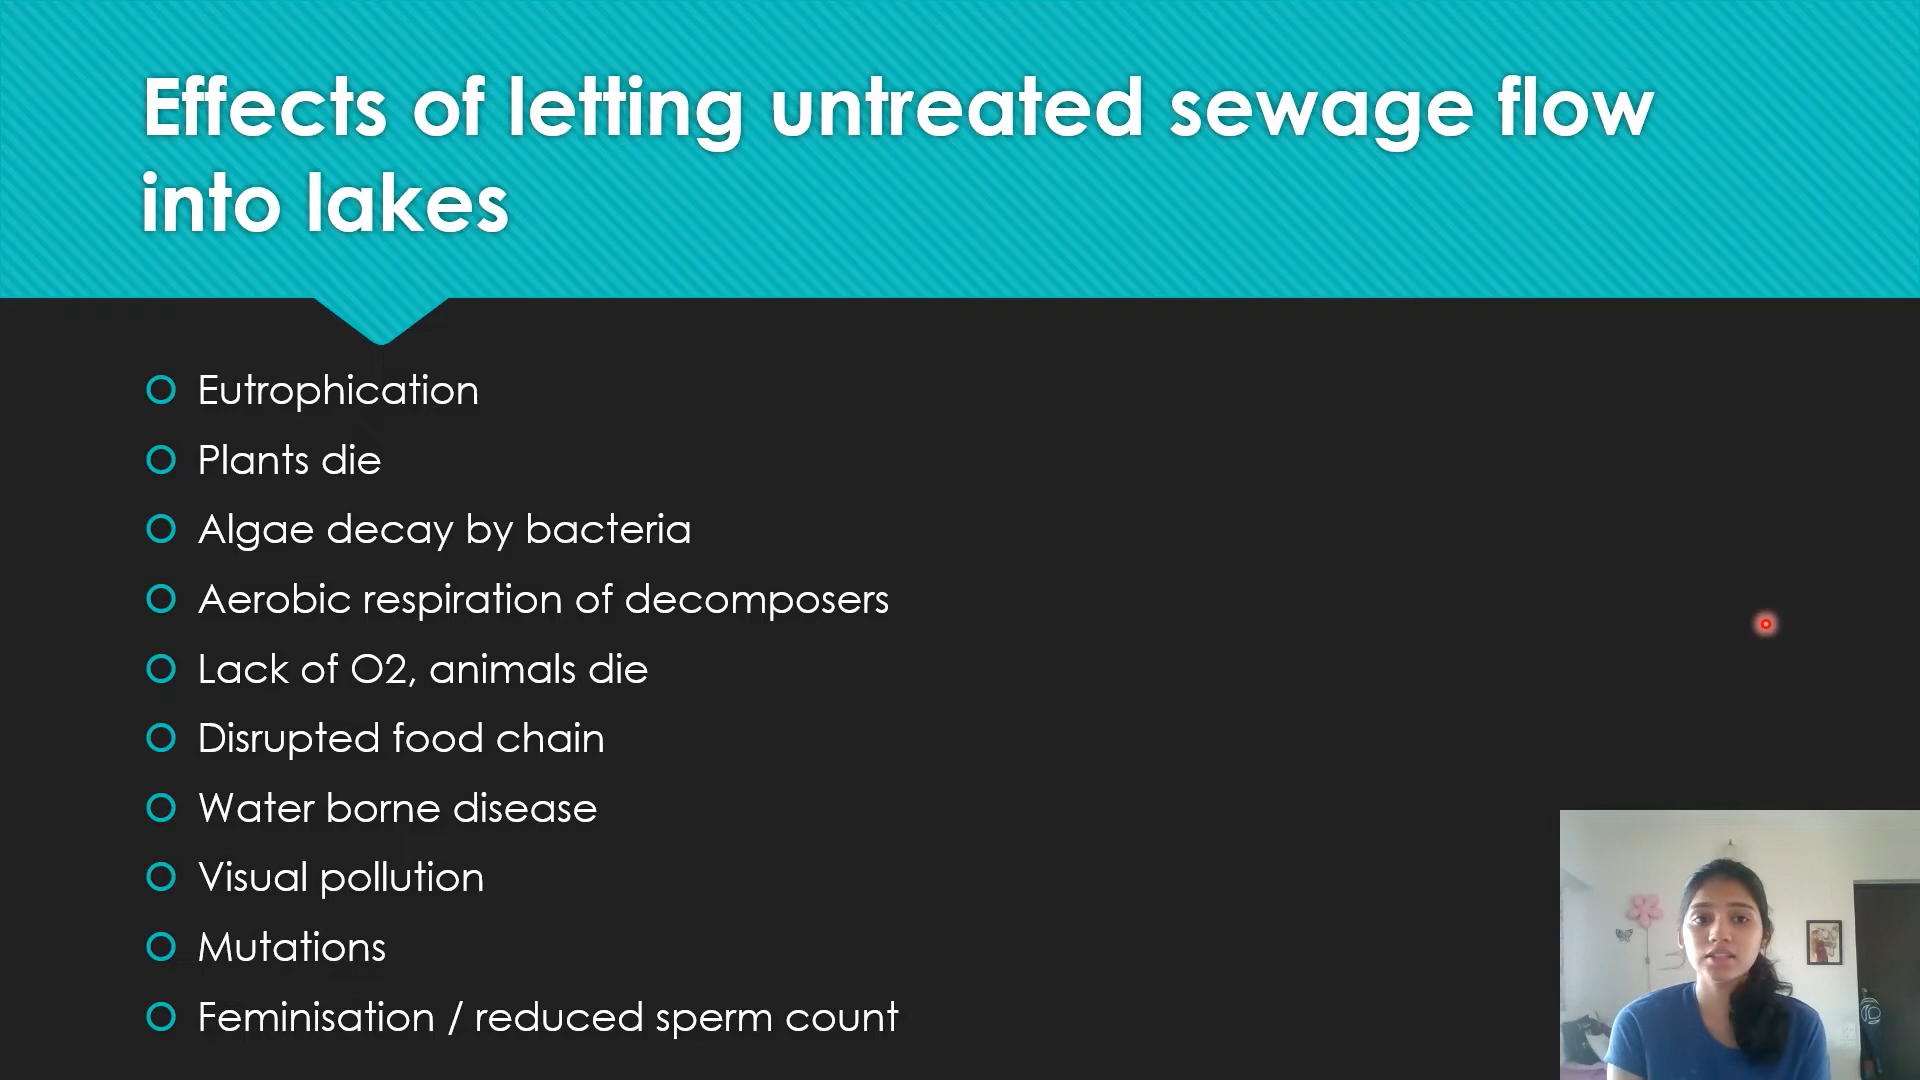 Effects of letting untreated sewage flow
into lakes
Eutrophication
Plants die
Algae decay by bacteria
Aerobic respiration of decomposers
Lack of O2, animals die
Disrupted food chain
Water borne disease
Visual pollution
Mutations
Feminisation / reduced sperm count